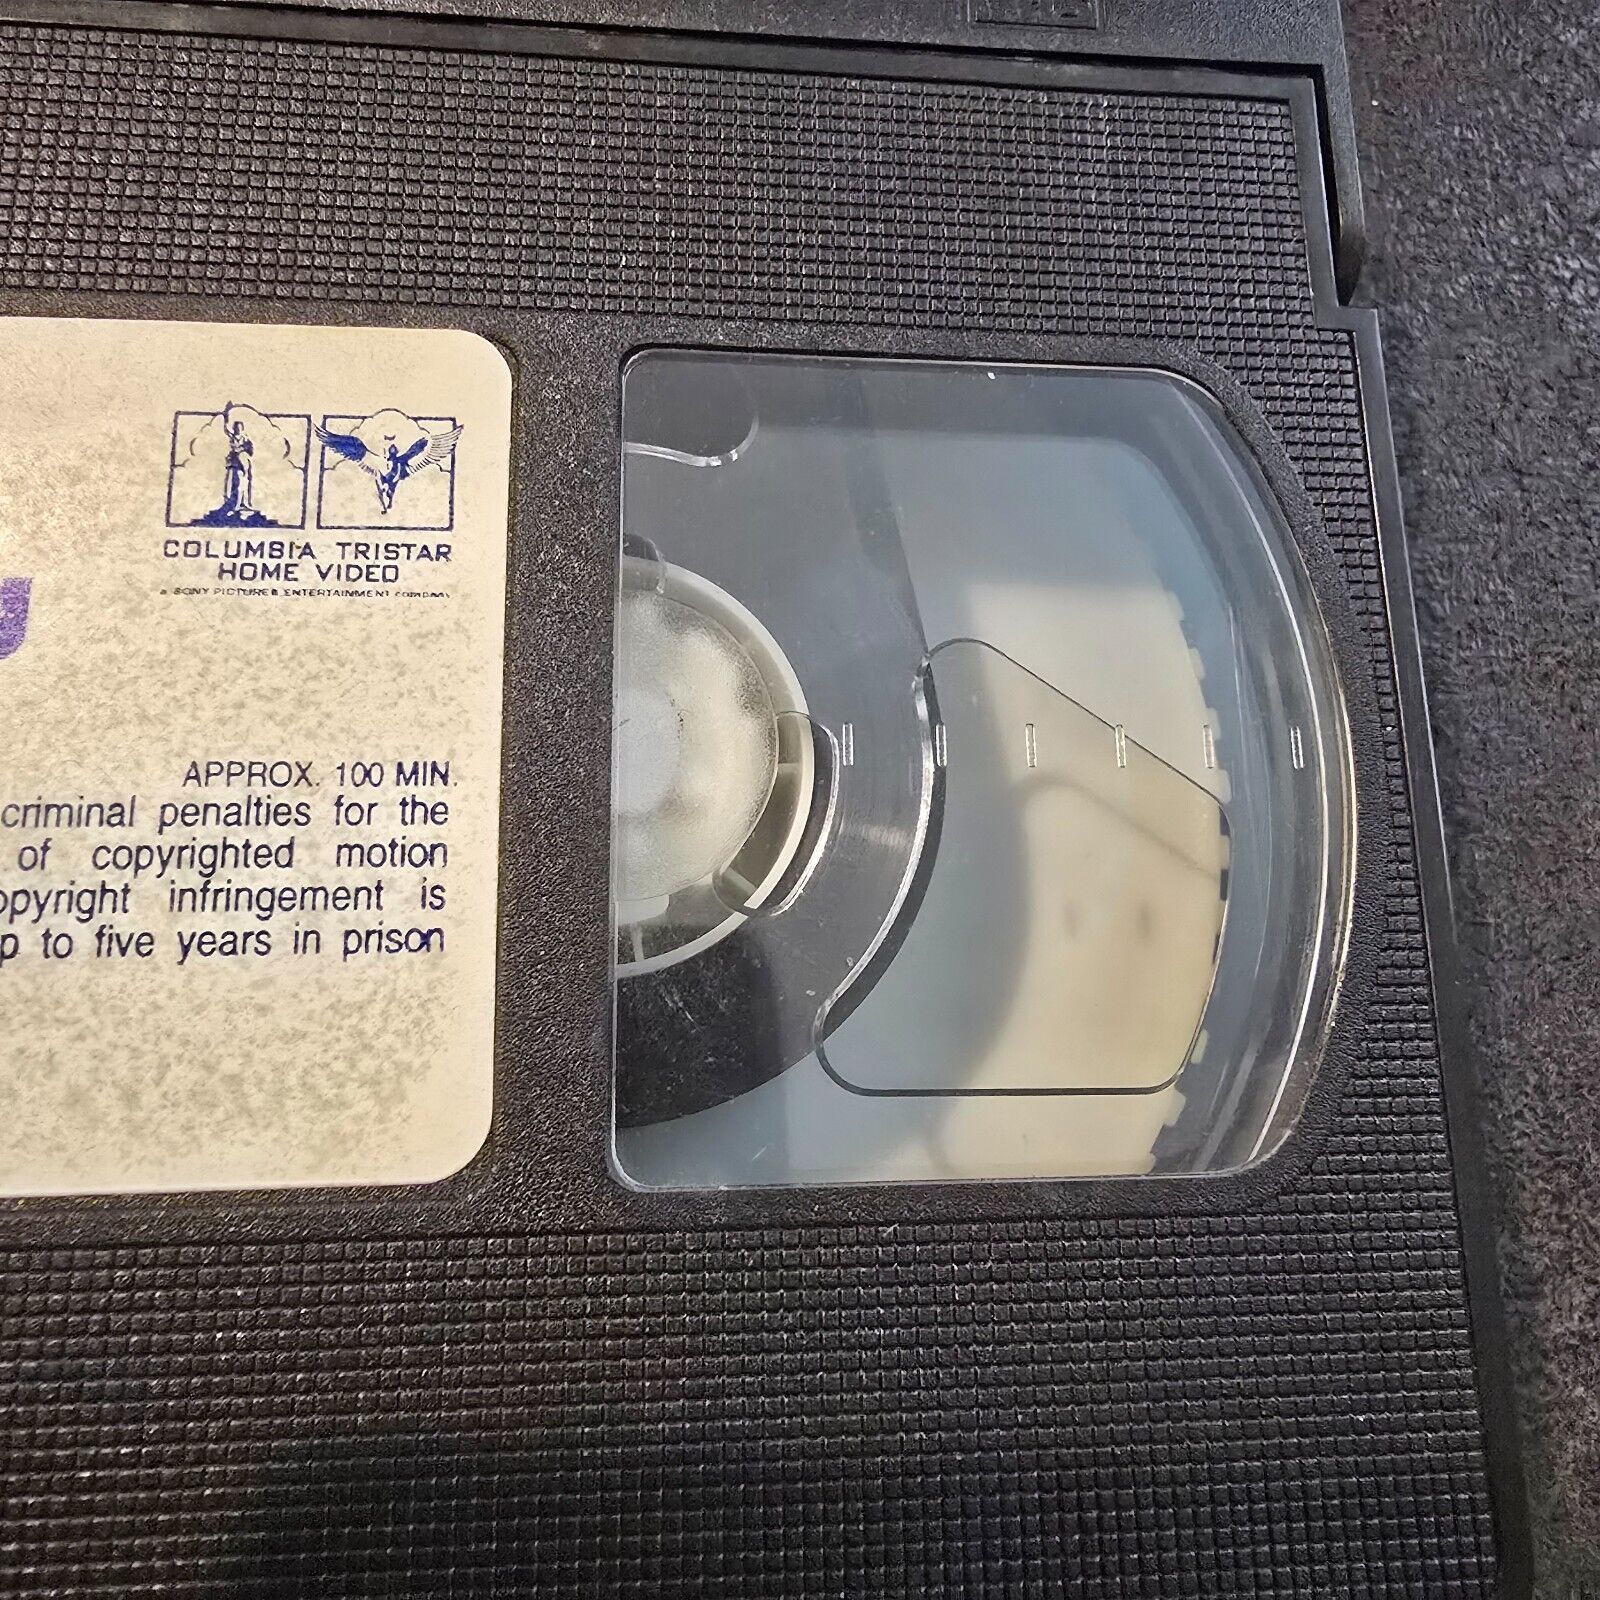 COLUMBIA TRISTAR
HOME VIDEO
A SONY PICTURES ENTERTAINMENT COMPANY
APPROX. 100 MIN.
criminal penalties for the
of copyrighted motion
opyright infringement is
p to five years in prison